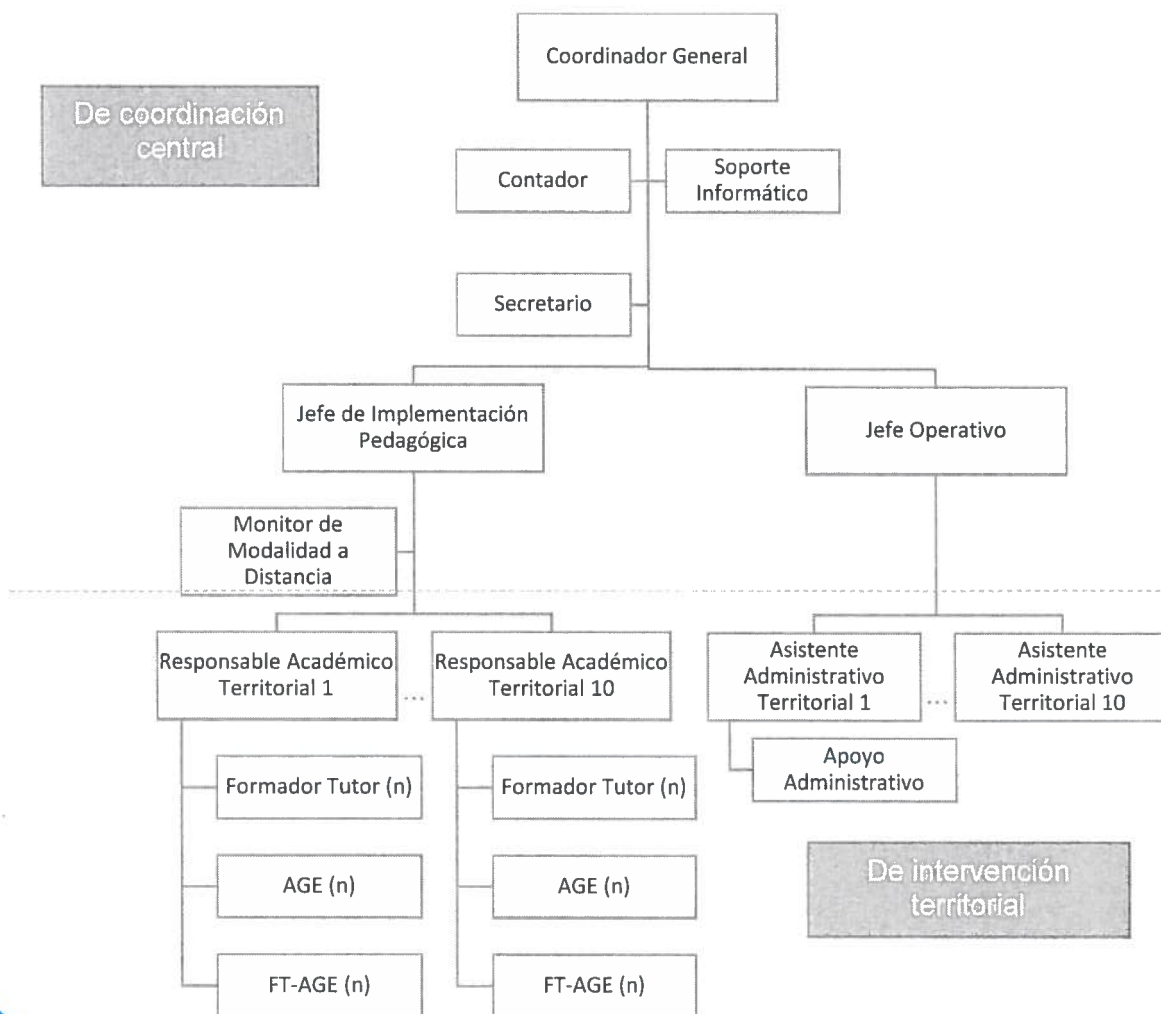 Coordinador General
De coordinación
central
Contador
Soporte
Informático
Secretario
Jefe de Implementación
Pedagógica
Jefe Operativo
Monitor de
Modalidad a
Distancia
Responsable Académico
Territorial 1
...
Responsable Académico
Territorial 10
Asistente
Administrativo
Territorial 1
...
Asistente
Administrativo
Territorial 10
Apoyo
Administrativo
Formador Tutor (n)
Formador Tutor (n)
AGE (n)
AGE (n)
De intervención
territorial
FT-AGE (n)
FT-AGE (n)